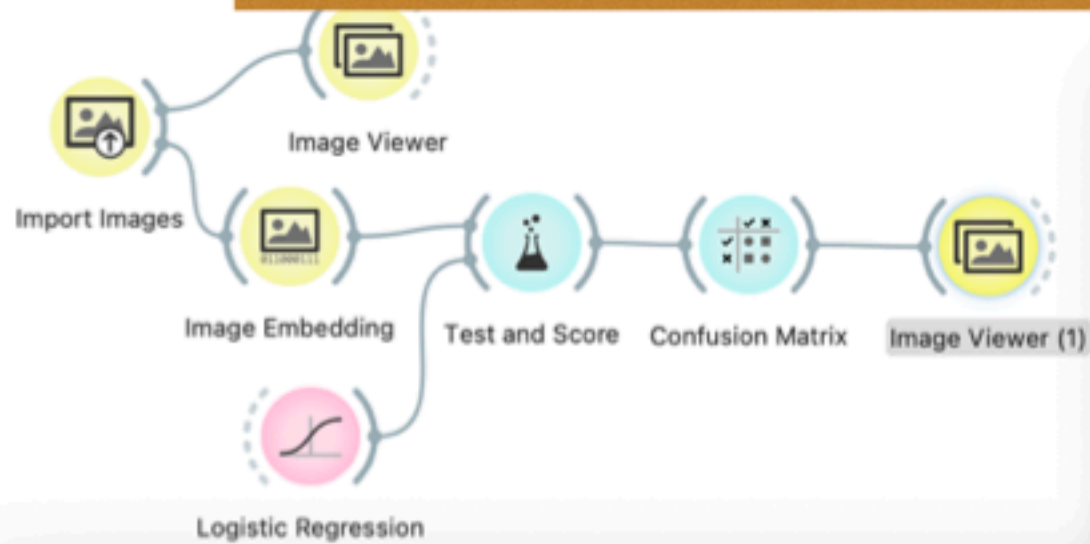 Image Viewer
Import Images
Image Embedding
Test and Score
Confusion Matrix
Image Viewer (1)
Logistic Regression